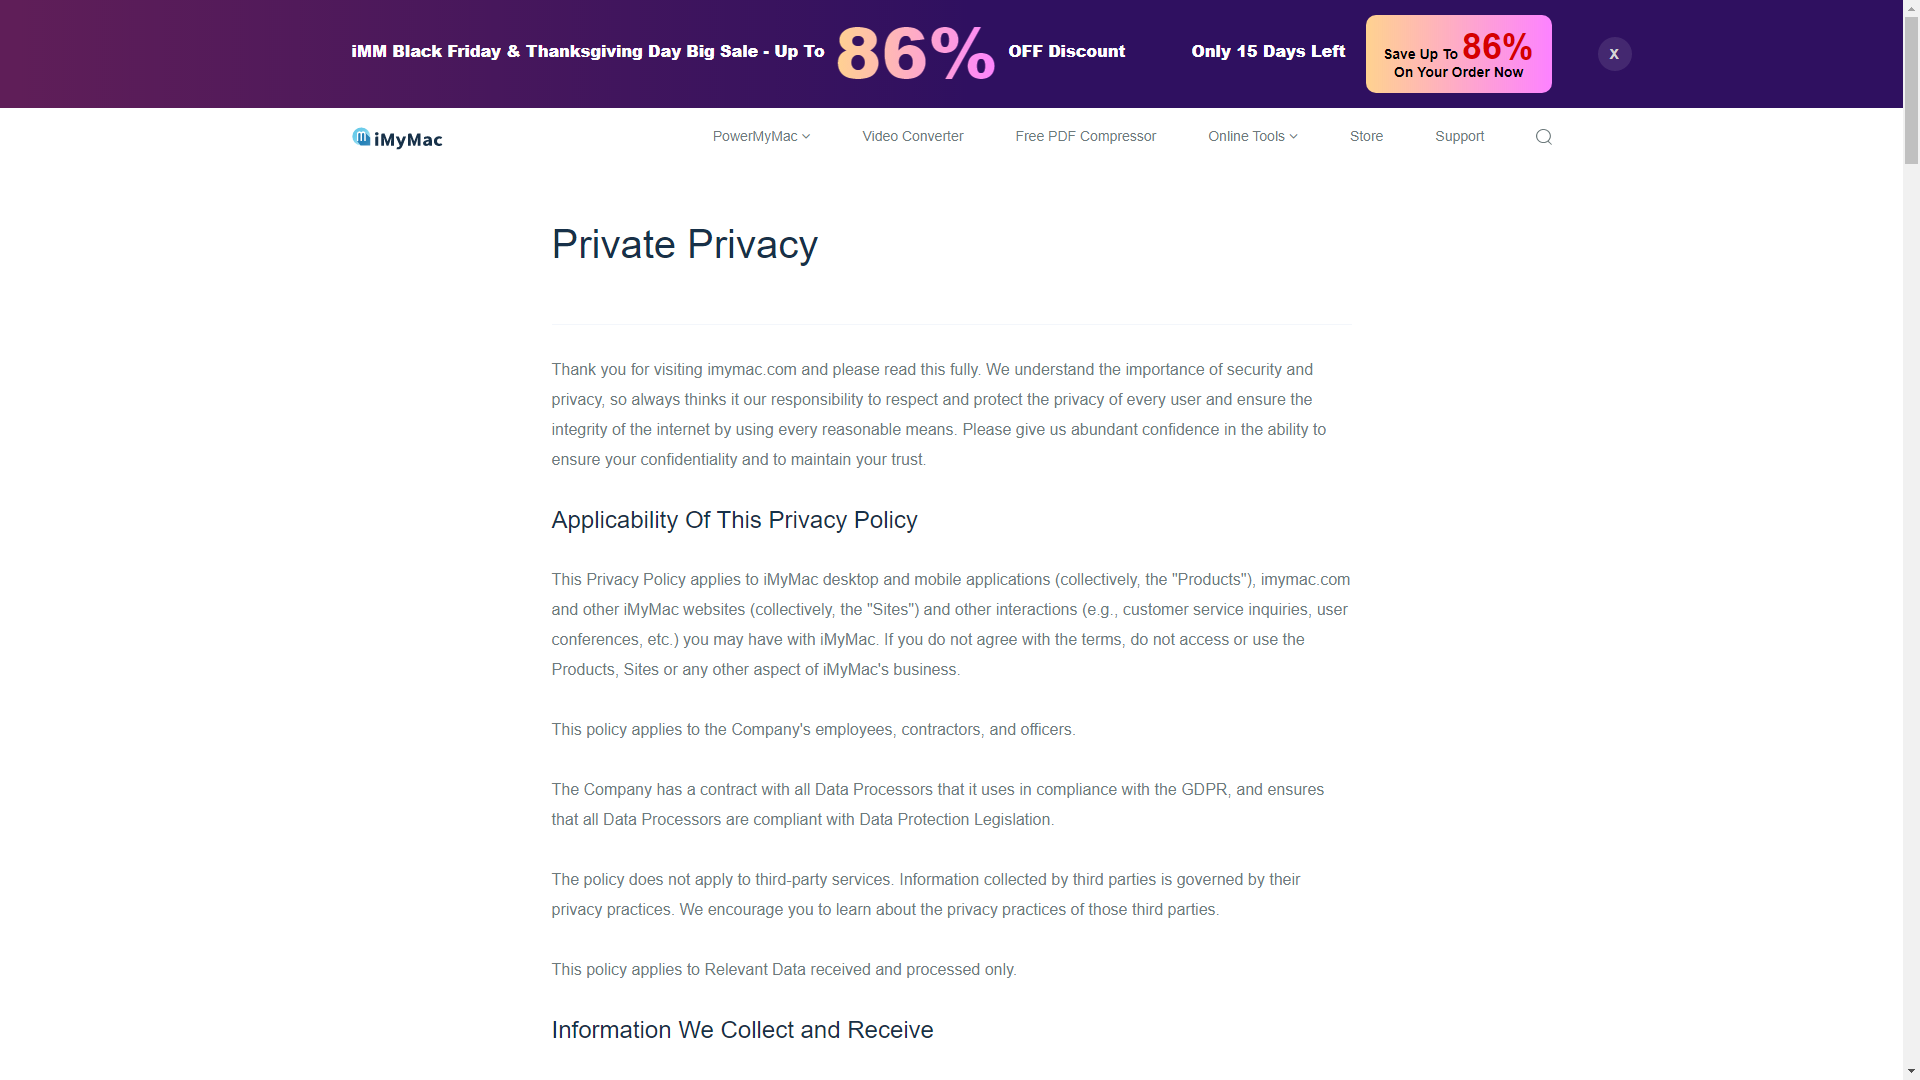 iMM Black Friday & Thanksgiving Day Big Sale - Up To 86% OFF Discount
Only 15 Days Left
Save Up To 86%
On Your Order Now
X
iMyMac
PowerMyMac
Video Converter
Free PDF Compressor
Online Tools
Store
Support
Private Privacy
Thank you for visiting imymac.com and please read this fully. We understand the importance of security and
privacy, so always thinks it our responsibility to respect and protect the privacy of every user and ensure the
integrity of the internet by using every reasonable means. Please give us abundant confidence in the ability to
ensure your confidentiality and to maintain your trust.
Applicability Of This Privacy Policy
This Privacy Policy applies to iMyMac desktop and mobile applications (collectively, the "Products"), imymac.com
and other iMyMac websites (collectively, the "Sites") and other interactions (e.g., customer service inquiries, user
conferences, etc.) you may have with iMyMac. If you do not agree with the terms, do not access or use the
Products, Sites or any other aspect of iMyMac's business.
This policy applies to the Company's employees, contractors, and officers.
The Company has a contract with all Data Processors that it uses in compliance with the GDPR, and ensures
that all Data Processors are compliant with Data Protection Legislation.
The policy does not apply to third-party services. Information collected by third parties is governed by their
privacy practices. We encourage you to learn about the privacy practices of those third parties.
This policy applies to Relevant Data received and processed only.
Information We Collect and Receive